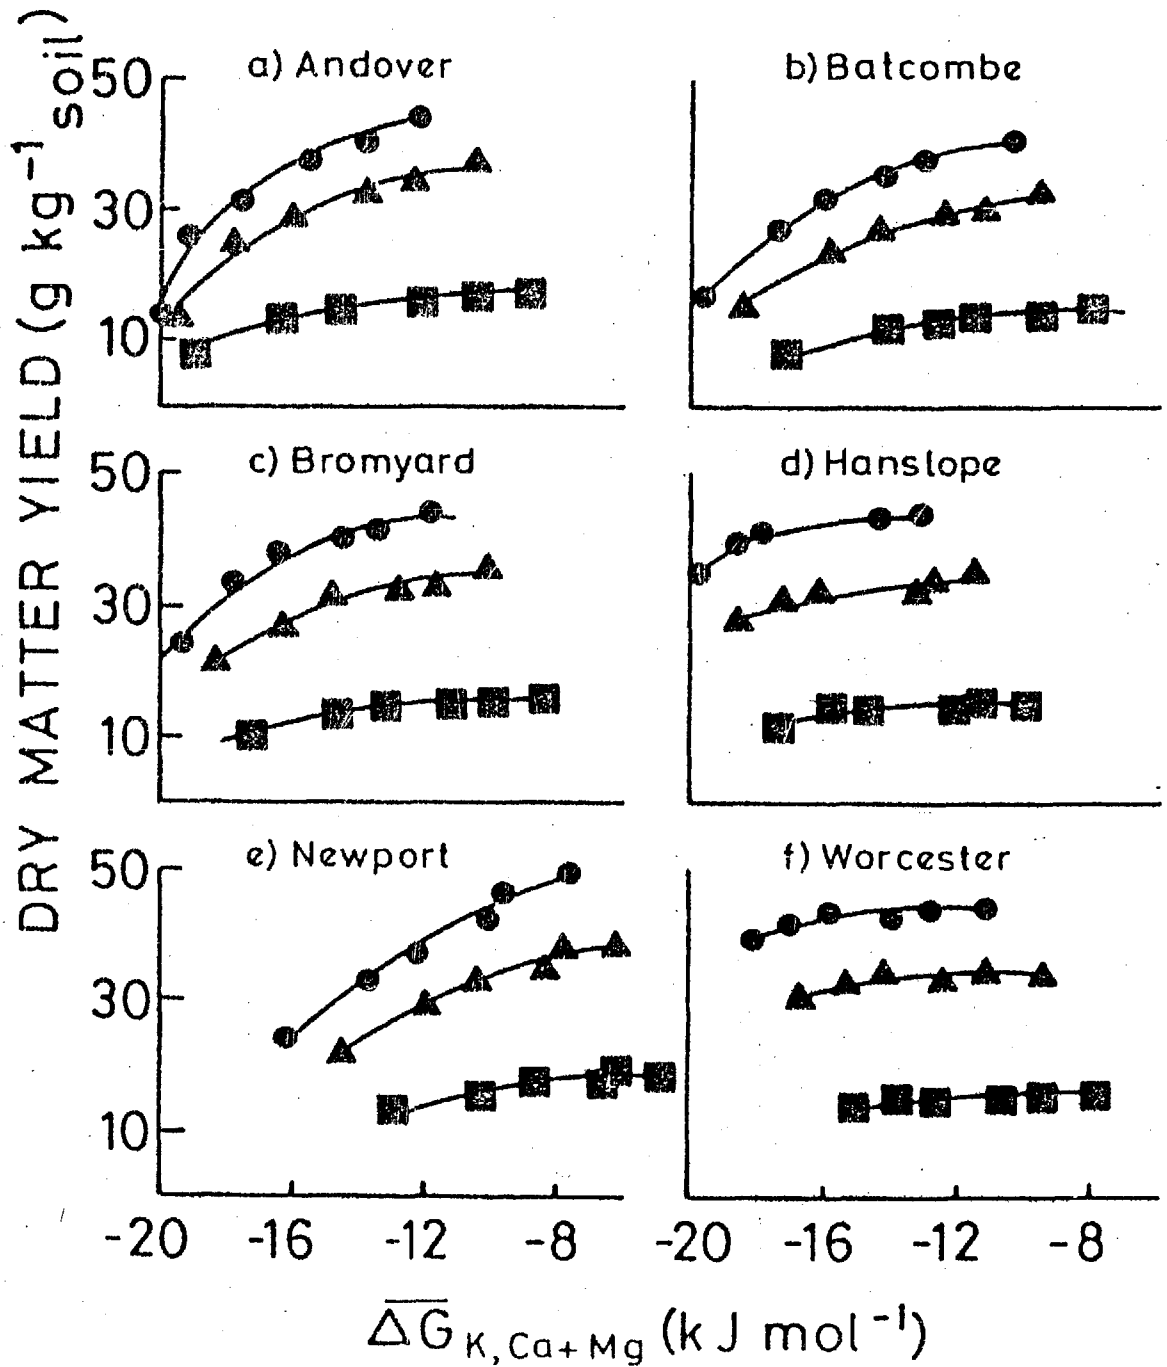 DRY MATTER YIELD (g kg⁻¹ soil)
a) Andover
b) Batcombe
50
30
10
c) Bromyard
d) Hanslope
50
30
10
e) Newport
f) Worcester
50
30
10
-20 -16 -12 -8 -20 -16 -12 -8
Δ̅G̅ K,Ca+Mg (kJ mol⁻¹)